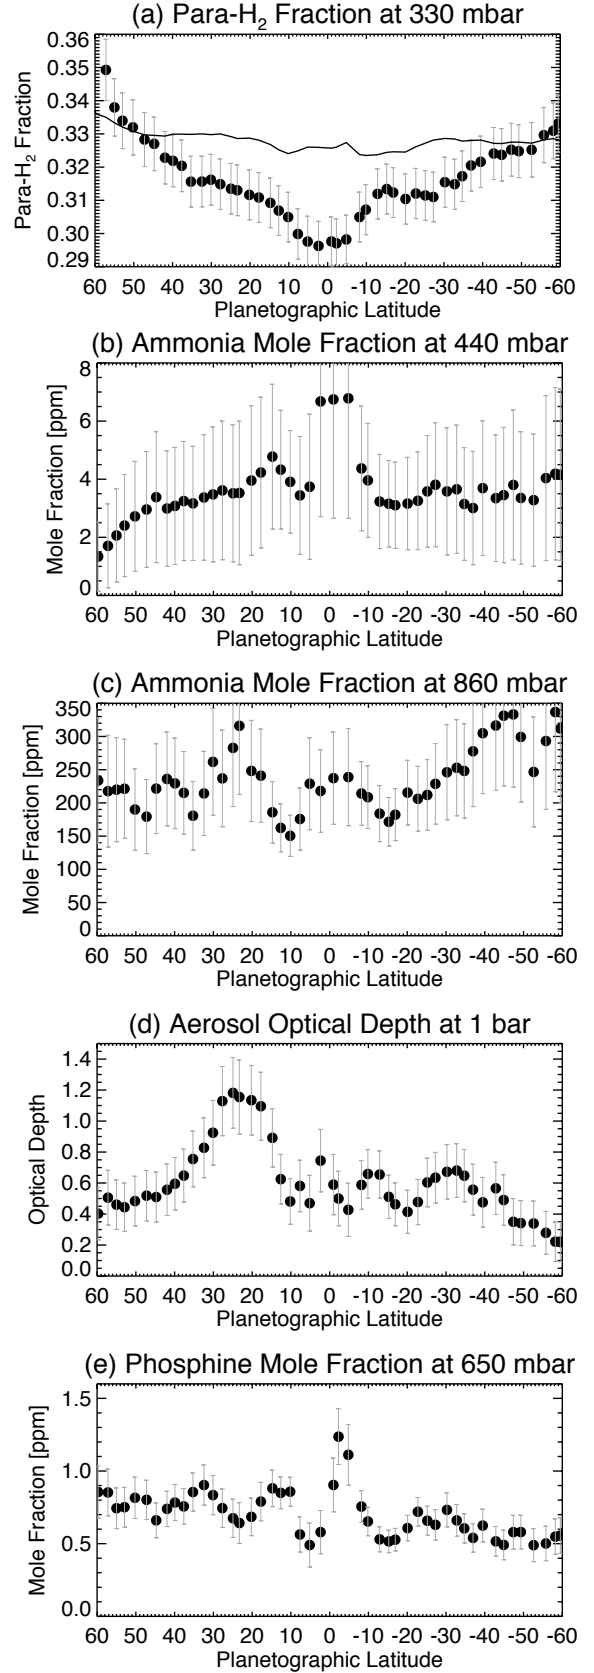 (a) Para-H₂ Fraction at 330 mbar
Para-H₂ Fraction
0.36
0.35
0.34
0.33
0.32
0.31
0.30
0.29
60 50 40 30 20 10 0 -10 -20 -30 -40 -50 -60
Planetographic Latitude
(b) Ammonia Mole Fraction at 440 mbar
Mole Fraction [ppm]
8
6
4
2
0
60 50 40 30 20 10 0 -10 -20 -30 -40 -50 -60
Planetographic Latitude
(c) Ammonia Mole Fraction at 860 mbar
Mole Fraction [ppm]
350
300
250
200
150
100
50
0
60 50 40 30 20 10 0 -10 -20 -30 -40 -50 -60
Planetographic Latitude
(d) Aerosol Optical Depth at 1 bar
Optical Depth
1.4
1.2
1.0
0.8
0.6
0.4
0.2
0.0
60 50 40 30 20 10 0 -10 -20 -30 -40 -50 -60
Planetographic Latitude
(e) Phosphine Mole Fraction at 650 mbar
Mole Fraction [ppm]
1.5
1.0
0.5
0.0
60 50 40 30 20 10 0 -10 -20 -30 -40 -50 -60
Planetographic Latitude